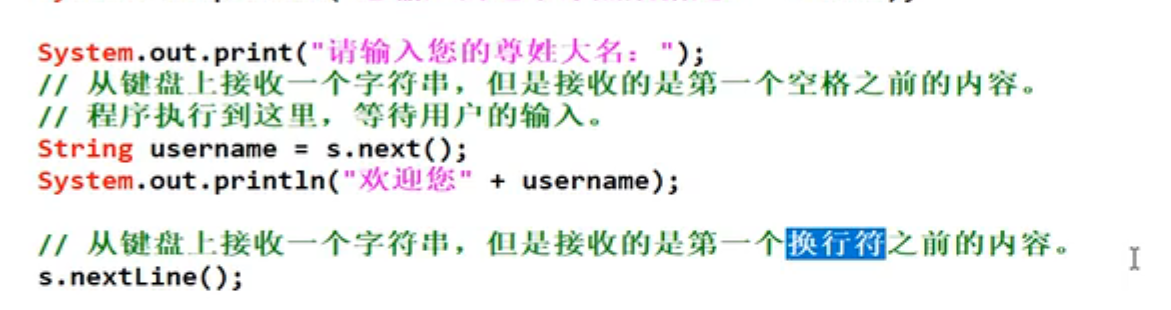 System.out.print("请输入您的尊姓大名：");
// 从键盘上接收一个字符串，但是接收的是第一个空格之前的内容。
// 程序执行到这里，等待用户的输入。
String username = s.next();
System.out.println("欢迎您" + username);
// 从键盘上接收一个字符串，但是接收的是第一个换行符之前的内容。
s.nextLine();